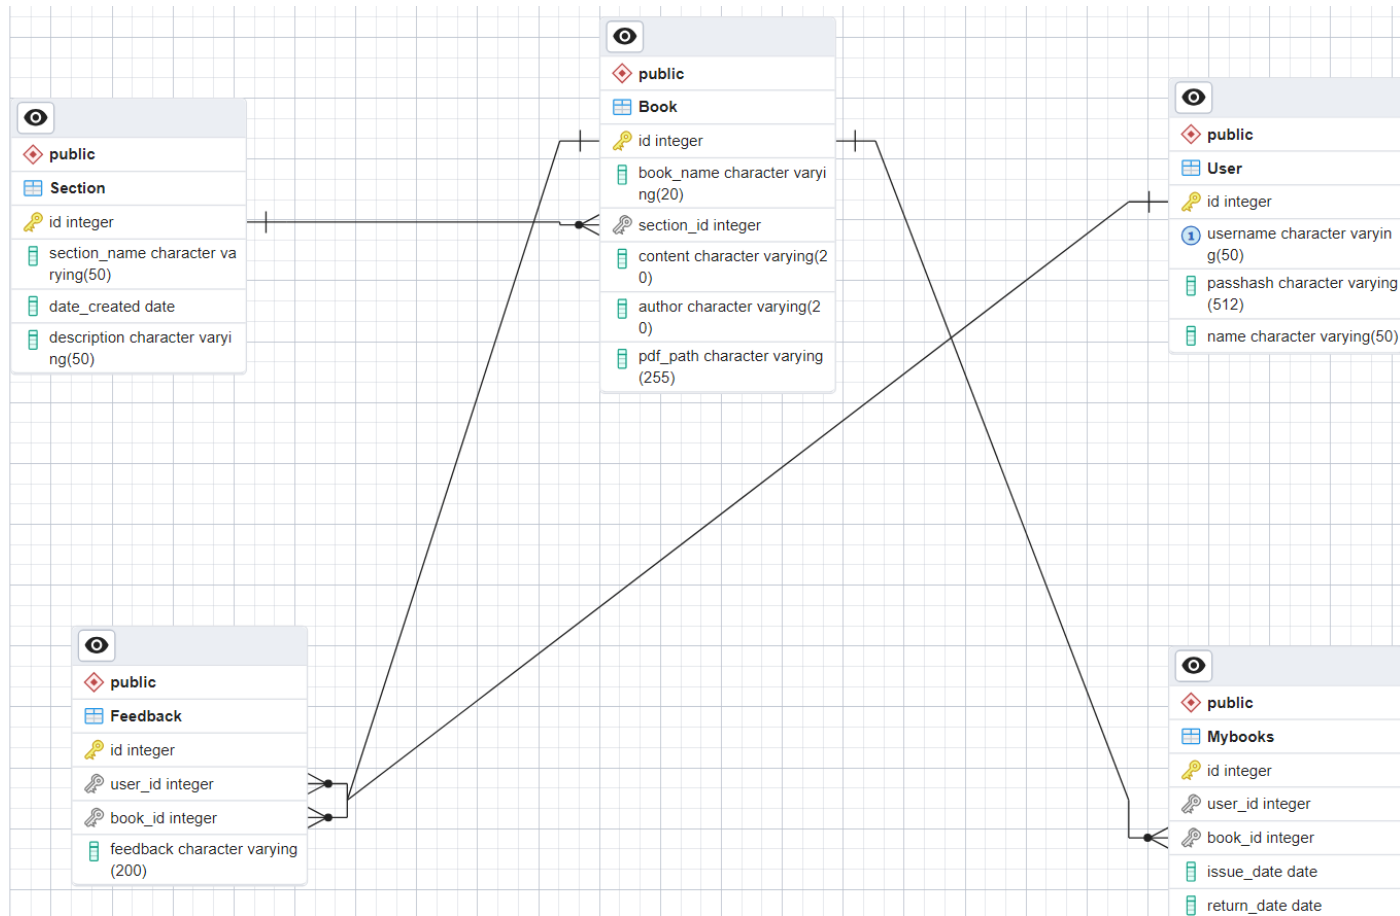 public
Section
id integer
section_name character va
rying(50)
date_created date
description character varyi
ng(50)
public
Book
id integer
book_name character varyi
ng(20)
section_id integer
content character varying(2
0)
author character varying(2
0)
pdf_path character varying
(255)
public
User
id integer
1
username character varyin
g(50)
passhash character varying
(512)
name character varying(50)
public
Feedback
id integer
user_id integer
book_id integer
feedback character varying
(200)
public
Mybooks
id integer
user_id integer
book_id integer
issue_date date
return_date date